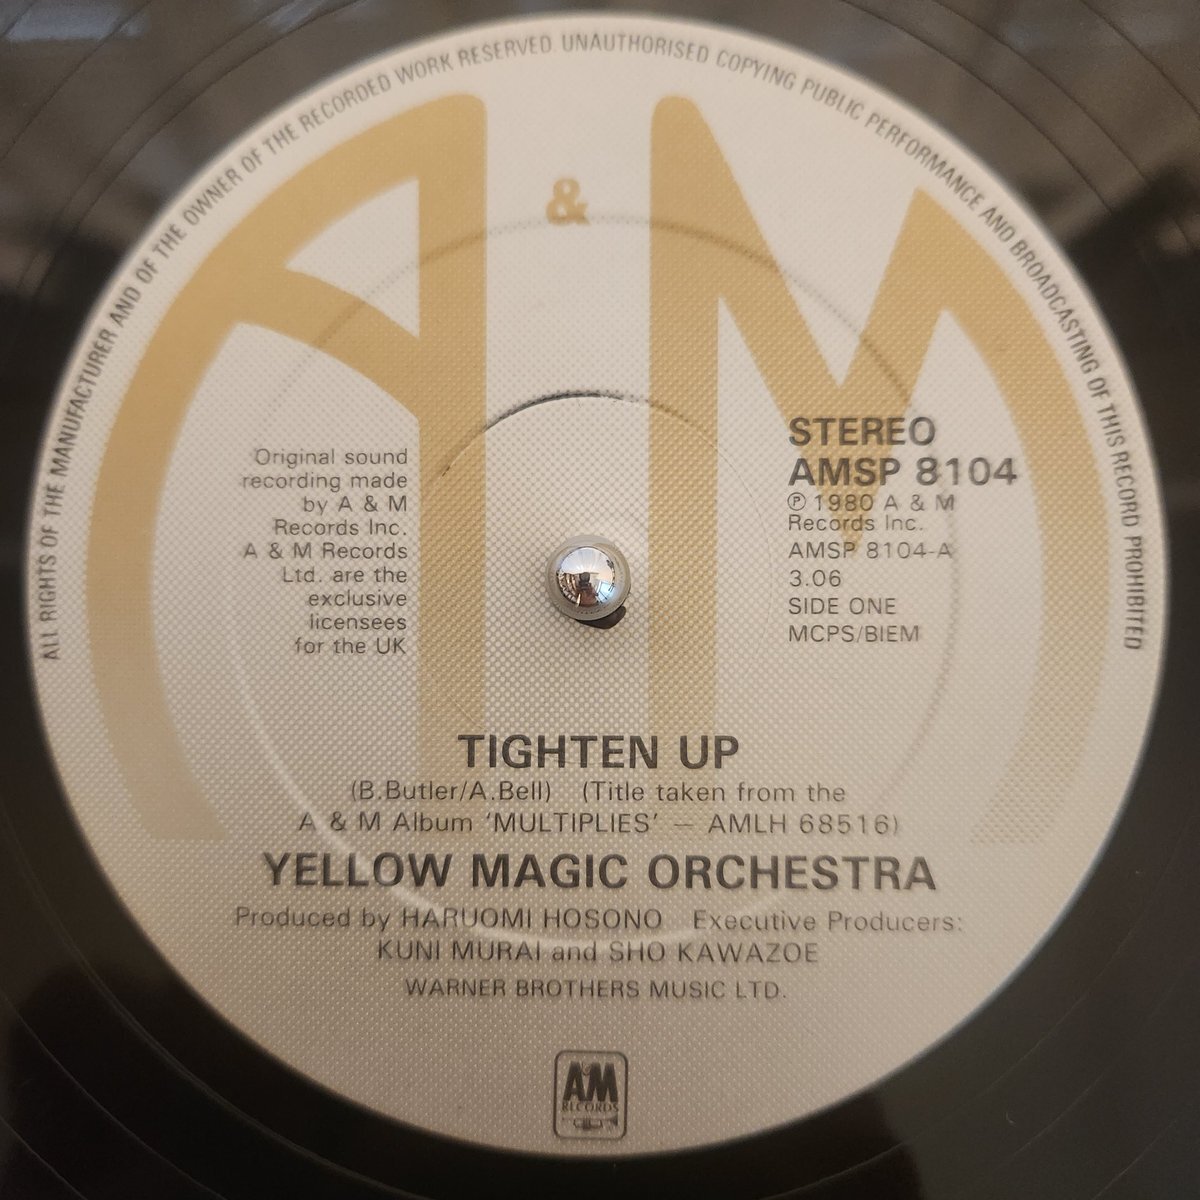 ALL RIGHTS OF THE MANUFACTURER AND OF THE OWNER OF THE RECORDED WORK RESERVED. UNAUTHORISED COPYING PUBLIC PERFORMANCE AND BROADCASTING OF THIS RECORD PROHIBITED
A & M
Original sound
recording made
by A & M
Records Inc.
A & M Records
Ltd. are the
exclusive
licensees
for the UK
STEREO
AMSP 8104
℗ 1980 A & M
Records Inc.
AMSP 8104-A
3.06
SIDE ONE
MCPS/BIEM
TIGHTEN UP
(B.Butler/A.Bell) (Title taken from the
A & M Album ‘MULTIPLIES’ — AMLH 68516)
YELLOW MAGIC ORCHESTRA
Produced by HARUOMI HOSONO Executive Producers:
KUNI MURAI and SHO KAWAZOE
WARNER BROTHERS MUSIC LTD.
A&M
RECORDS